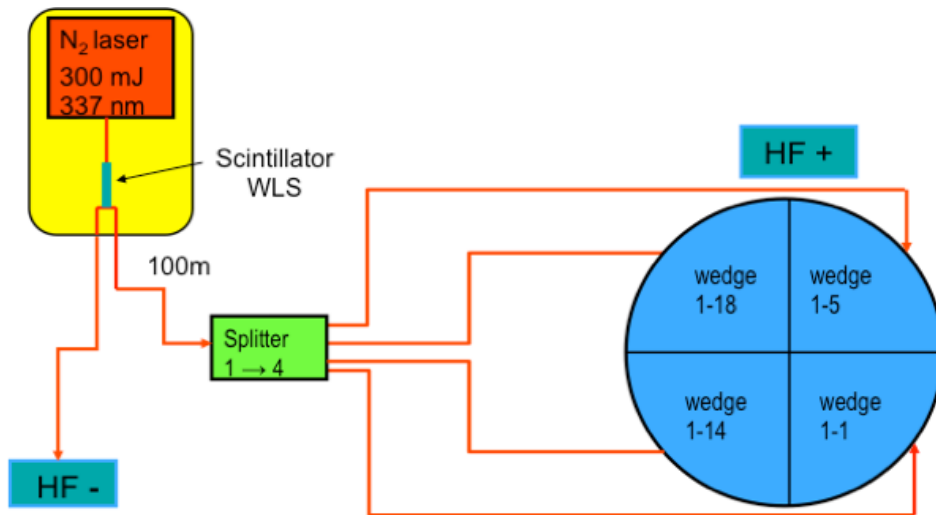 N₂ laser
300 mJ
337 nm
Scintillator
WLS
HF +
100m
wedge
1-18
wedge
1-5
Splitter
1 → 4
wedge
1-14
wedge
1-1
HF -